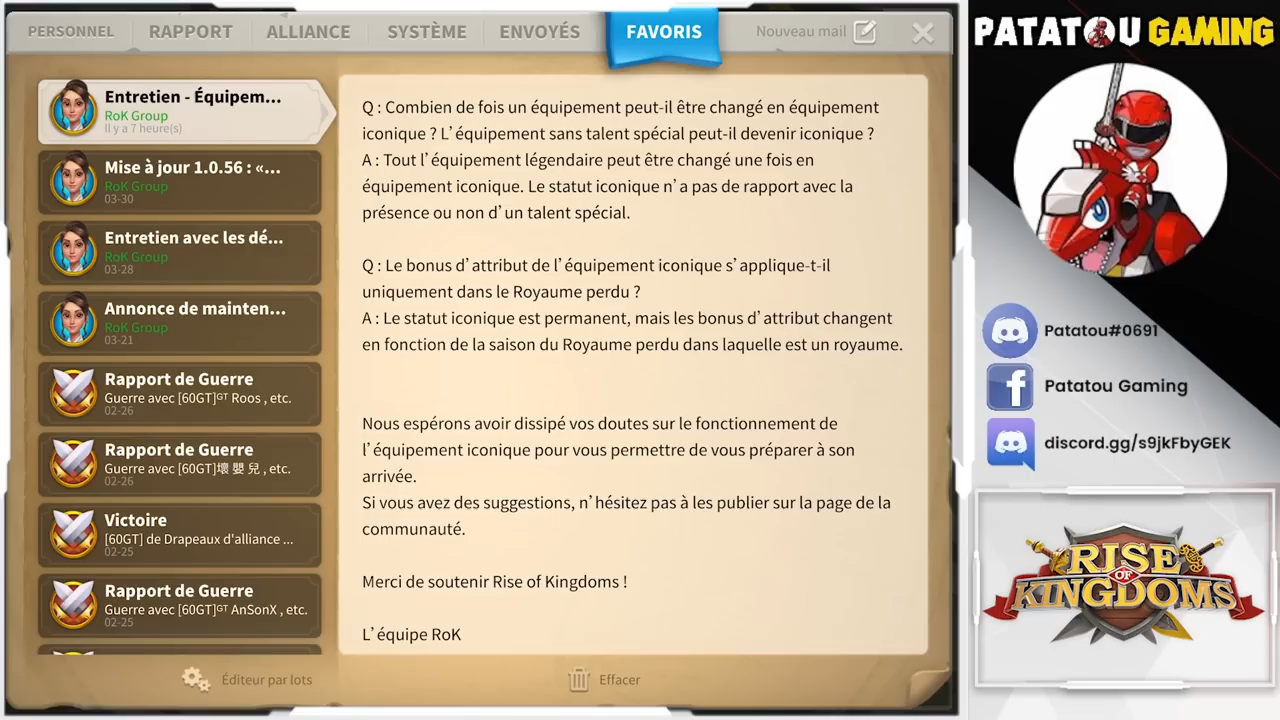 PERSONNEL
RAPPORT
ALLIANCE
SYSTÈME
ENVOYÉS
FAVORIS
Nouveau mail
Entretien - Équipem...
RoK Group
Il y a 7 heure(s)
Mise à jour 1.0.56 : «...
RoK Group
03-30
Entretien avec les dé...
RoK Group
03-28
Annonce de mainten...
RoK Group
03-21
Rapport de Guerre
Guerre avec [60GT]ᴳᵀ Roos , etc.
02-26
Rapport de Guerre
Guerre avec [60GT]壞 嬰 兒 , etc.
02-26
Victoire
[60GT] de Drapeaux d'alliance ...
02-25
Rapport de Guerre
Guerre avec [60GT]ᴳᵀ AnSonX , etc.
02-25
Éditeur par lots
Q : Combien de fois un équipement peut-il être changé en équipement
iconique ? L'équipement sans talent spécial peut-il devenir iconique ?
A : Tout l'équipement légendaire peut être changé une fois en
équipement iconique. Le statut iconique n'a pas de rapport avec la
présence ou non d'un talent spécial.
Q : Le bonus d'attribut de l'équipement iconique s'applique-t-il
uniquement dans le Royaume perdu ?
A : Le statut iconique est permanent, mais les bonus d'attribut changent
en fonction de la saison du Royaume perdu dans laquelle est un royaume.
Nous espérons avoir dissipé vos doutes sur le fonctionnement de
l'équipement iconique pour vous permettre de vous préparer à son
arrivée.
Si vous avez des suggestions, n'hésitez pas à les publier sur la page de la
communauté.
Merci de soutenir Rise of Kingdoms !
L'équipe RoK
Effacer
PATATOU GAMING
Patatou#0691
Patatou Gaming
discord.gg/s9jkFbyGEK
RISE
OF
KINGDOMS